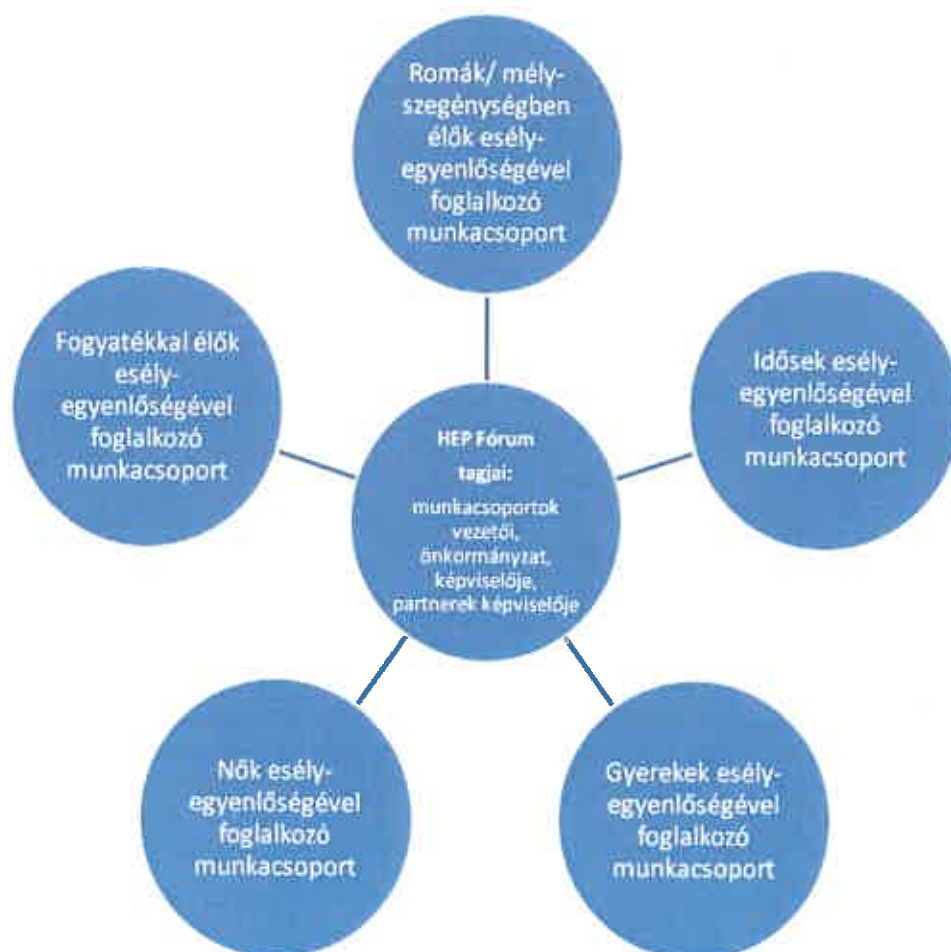 Romák/ mély-
szegénységben
élők esély-
egyenlőségével
foglalkozó
munkacsoport
Fogyatékkal élők
esély-
egyenlőségével
foglalkozó
munkacsoport
Idősek esély-
egyenlőségével
foglalkozó
munkacsoport
HEP Fórum
tagjai:
munkacsoportok
vezetői,
önkormányzat,
képviselője,
partnerek képviselője
Nők esély-
egyenlőségével
foglalkozó
munkacsoport
Gyerekek esély-
egyenlőségével
foglalkozó
munkacsoport